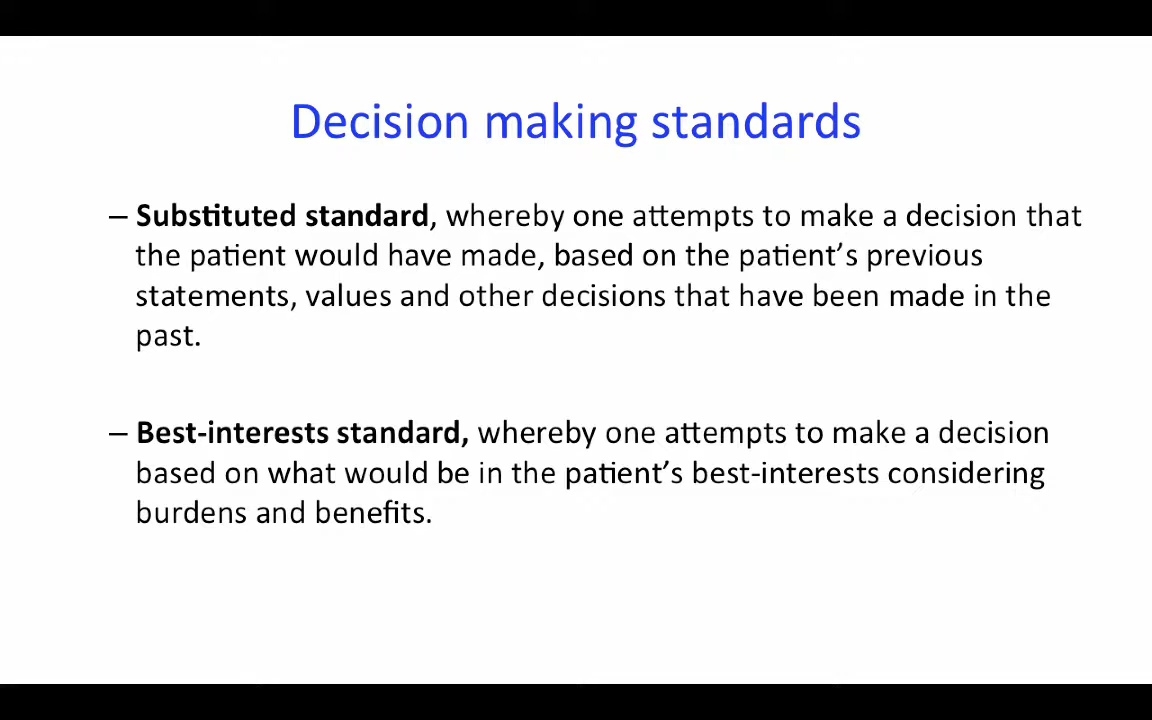 Decision making standards
– Substituted standard, whereby one attempts to make a decision that
the patient would have made, based on the patient’s previous
statements, values and other decisions that have been made in the
past.
– Best-interests standard, whereby one attempts to make a decision
based on what would be in the patient’s best-interests considering
burdens and benefits.